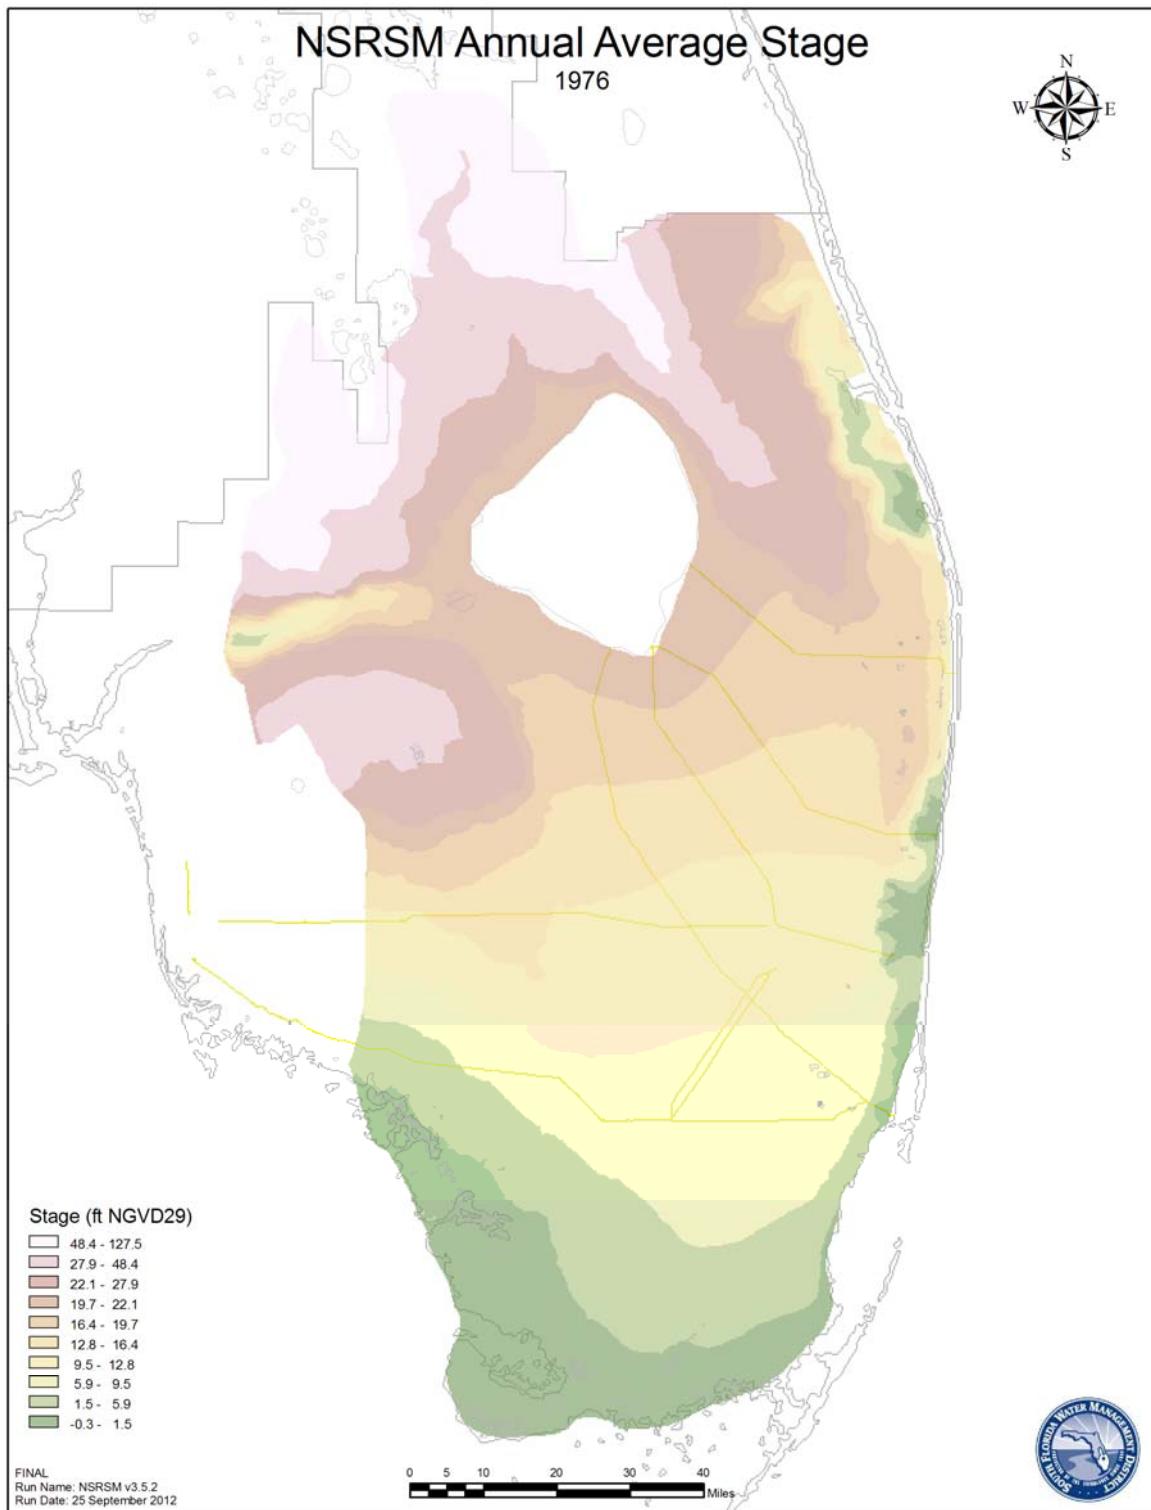 NSRSM Annual Average Stage
1976
N
W E
S
Stage (ft NGVD29)
48.4 - 127.5
27.9 - 48.4
22.1 - 27.9
19.7 - 22.1
16.4 - 19.7
12.8 - 16.4
9.5 - 12.8
5.9 - 9.5
1.5 - 5.9
-0.3 - 1.5
FINAL
Run Name: NSRSM v3.5.2
Run Date: 25 September 2012
0 5 10 20 30 40
Miles
SOUTH FLORIDA WATER MANAGEMENT DISTRICT